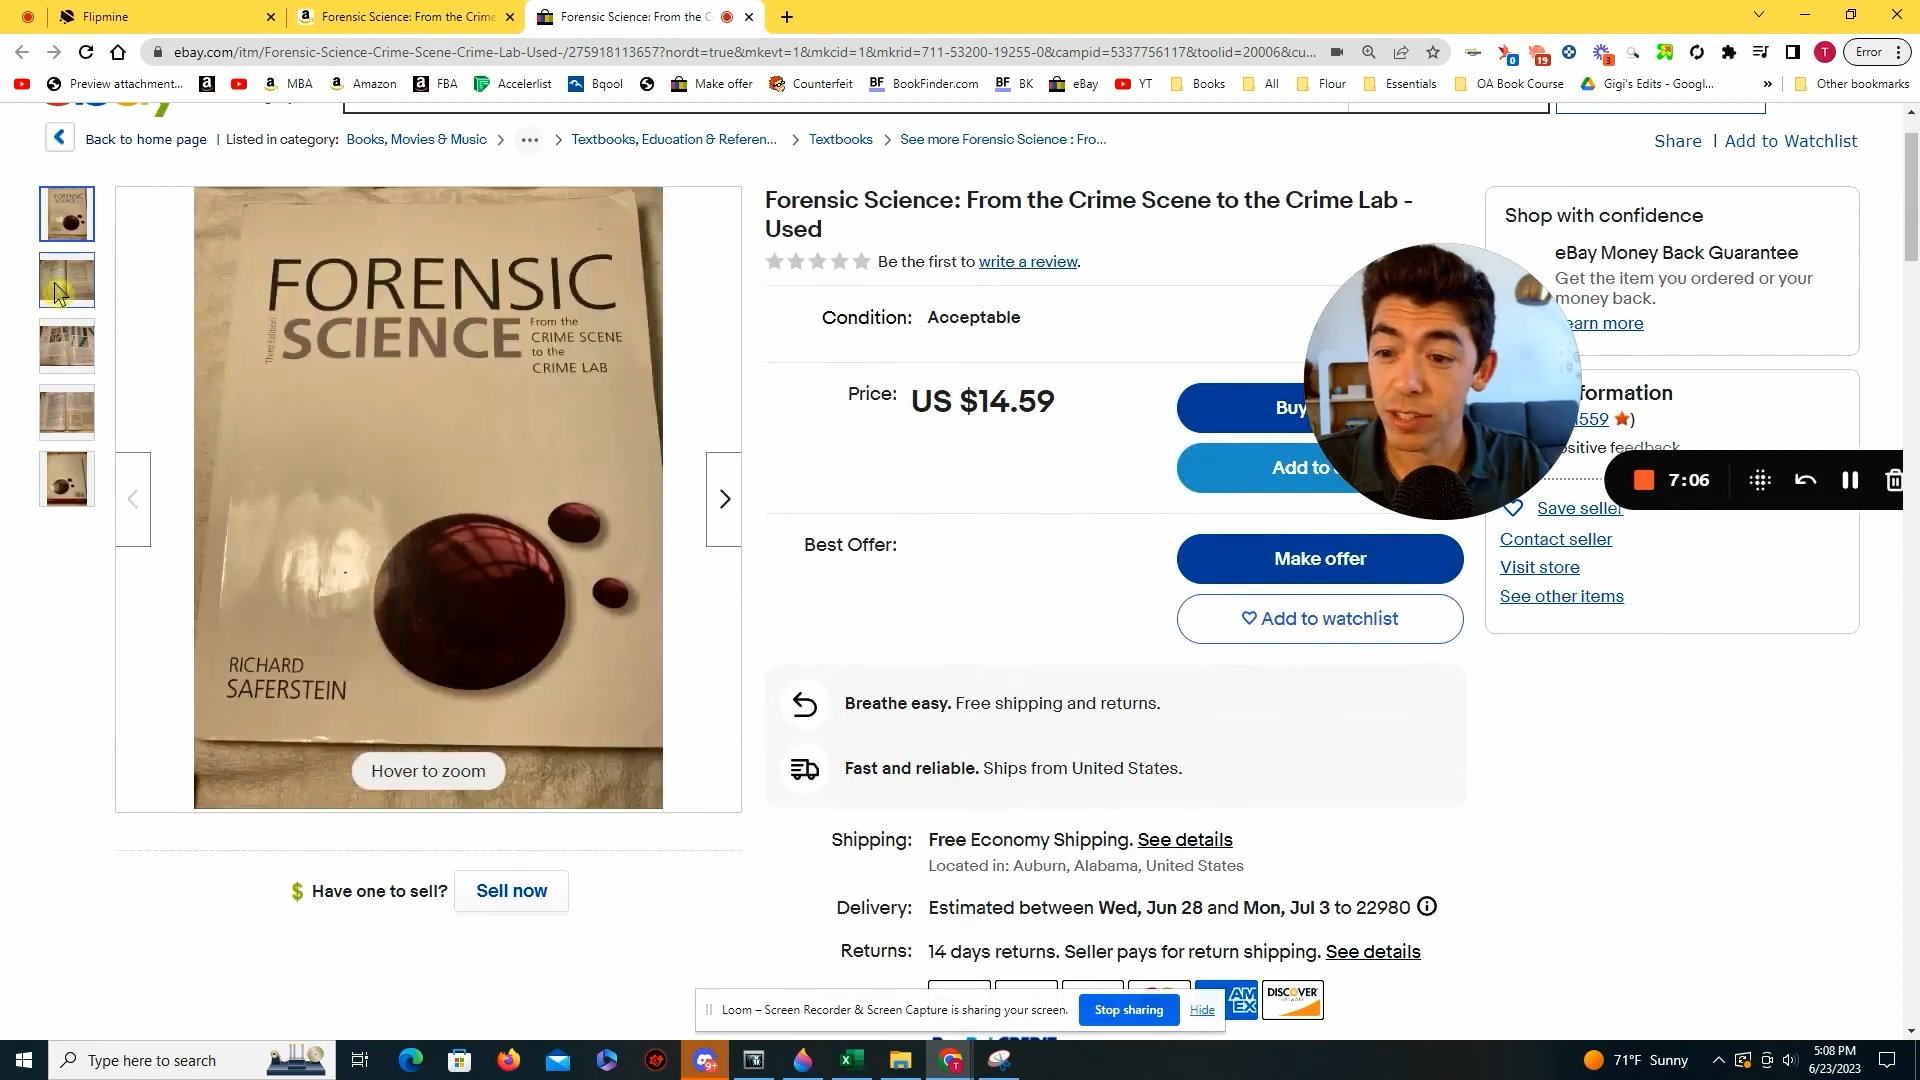 Flipmine
Forensic Science: From the Crime
Forensic Science: From the C
ebay.com/itm/Forensic-Science-Crime-Scene-Crime-Lab-Used-/275918113657?nordt=true&mkevt=1&mkcid=1&mkrid=711-53200-19255-0&campid=5337756117&toolid=20006&cu...
0
19
3
T
Error
Preview attachment...
MBA
Amazon
FBA
Accelerlist
Bqool
Make offer
Counterfeit
BF BookFinder.com
BF BK
eBay
YT
Books
All
Flour
Essentials
OA Book Course
Gigi's Edits - Googl...
»
Other bookmarks
Back to home page | Listed in category: Books, Movies & Music > ... > Textbooks, Education & Referen... > Textbooks > See more Forensic Science : Fro...
Share | Add to Watchlist
FORENSIC
SCIENCE
Third Edition
From the
CRIME SCENE
to the
CRIME LAB
RICHARD
SAFERSTEIN
Hover to zoom
$ Have one to sell? Sell now
Forensic Science: From the Crime Scene to the Crime Lab -
Used
Be the first to write a review.
Condition: Acceptable
Price: US $14.59
Buy
Add to
Best Offer:
Make offer
Add to watchlist
Breathe easy. Free shipping and returns.
Fast and reliable. Ships from United States.
Shipping: Free Economy Shipping. See details
Located in: Auburn, Alabama, United States
Delivery: Estimated between Wed, Jun 28 and Mon, Jul 3 to 22980
Returns: 14 days returns. Seller pays for return shipping. See details
AM
EX
DISCOVER
Shop with confidence
eBay Money Back Guarantee
Get the item you ordered or your
money back.
earn more
formation
559
sitive feedback
7:06
Save seller
Contact seller
Visit store
See other items
Loom – Screen Recorder & Screen Capture is sharing your screen. Stop sharing Hide
Type here to search
9+
71°F Sunny
5:08 PM
6/23/2023